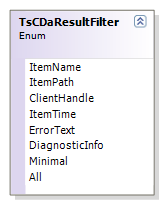 TsCDaResultFilter
Enum
ItemName
ItemPath
ClientHandle
ItemTime
ErrorText
DiagnosticInfo
Minimal
All